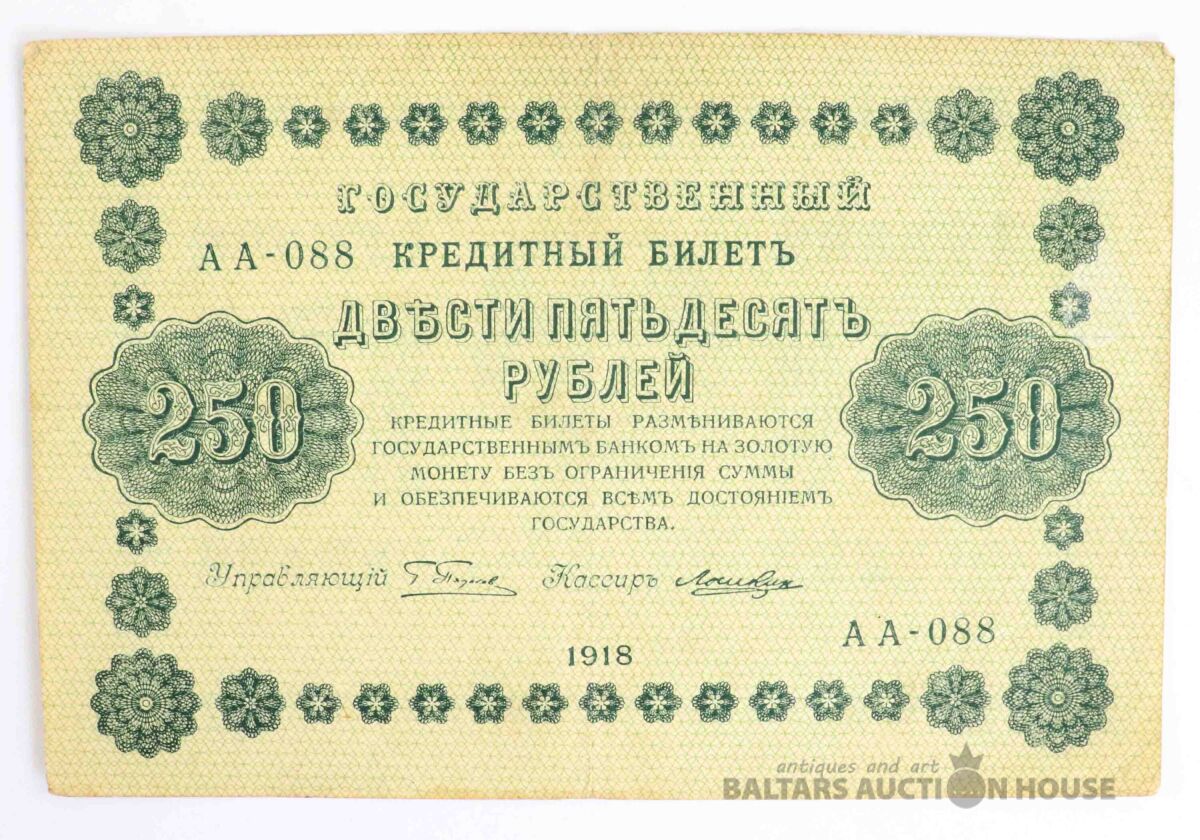 ГОСУДАРСТВЕННЫЙ
АА-088 КРЕДИТНЫЙ БИЛЕТЪ
ДВѢСТИ ПЯТЬДЕСЯТЪ
РУБЛЕЙ
250
250
КРЕДИТНЫЕ БИЛЕТЫ РАЗМѢНИВАЮТСЯ
ГОСУДАРСТВЕННЫМЪ БАНКОМЪ НА ЗОЛОТУЮ
МОНЕТУ БЕЗЪ ОГРАНИЧЕНІЯ СУММЫ
И ОБЕЗПЕЧИВАЮТСЯ ВСѢМЪ ДОСТОЯНІЕМЪ
ГОСУДАРСТВА.
Управляющій Кассиръ
АА-088
1918
antiques and art
BALTARS AUCTION HOUSE